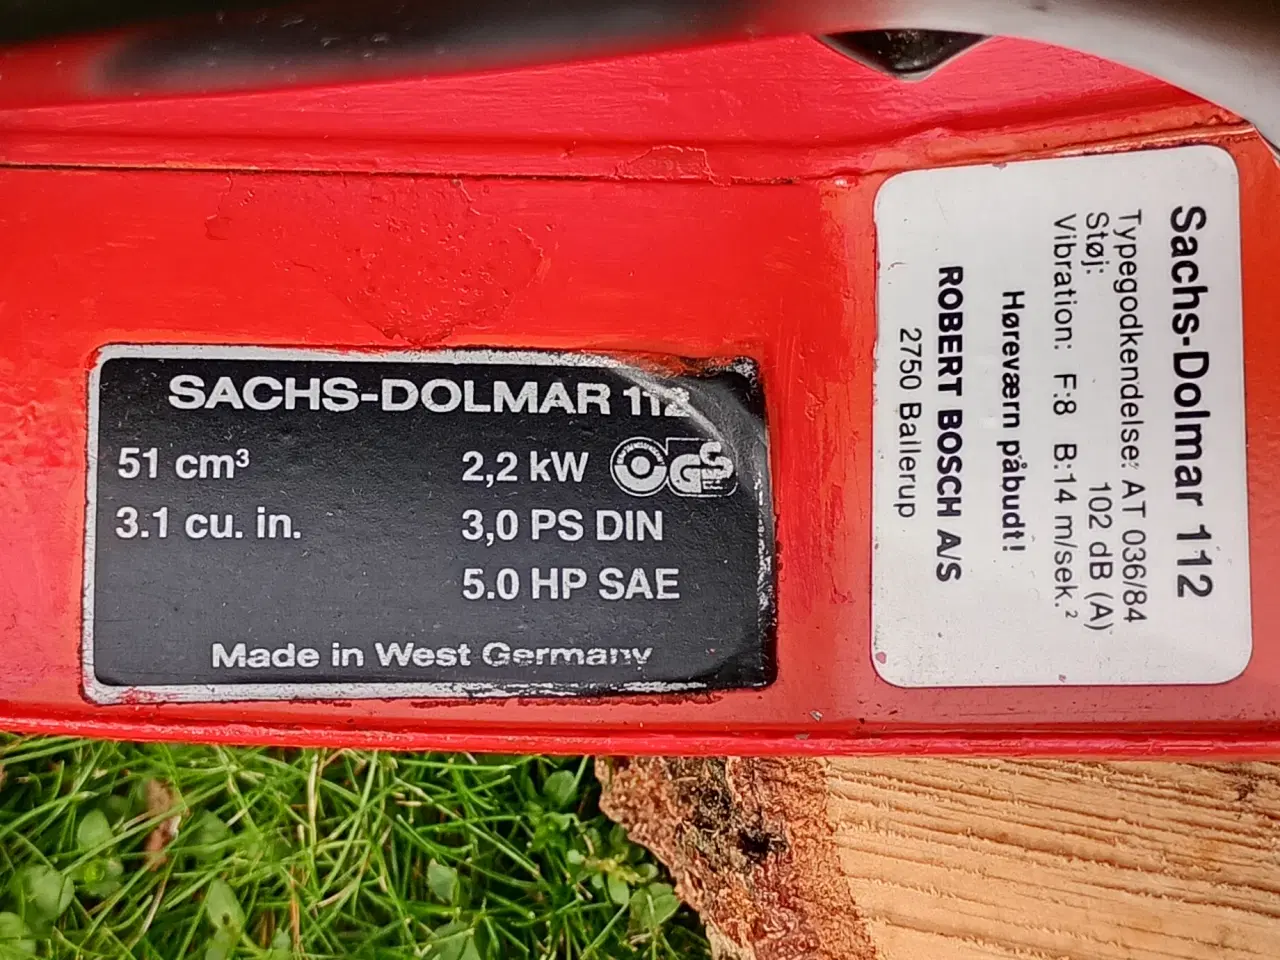 SACHS-DOLMAR 112
51 cm³ 2,2 kW GS
3.1 cu. in. 3,0 PS DIN
5.0 HP SAE
Made in West Germany
Sachs-Dolmar 112
Typegodkendelse: AT 036/84
Støj: 102 dB (A)
Vibration: F:8 B:14 m/sek.²
Høreværn påbudt!
ROBERT BOSCH A/S
2750 Ballerup